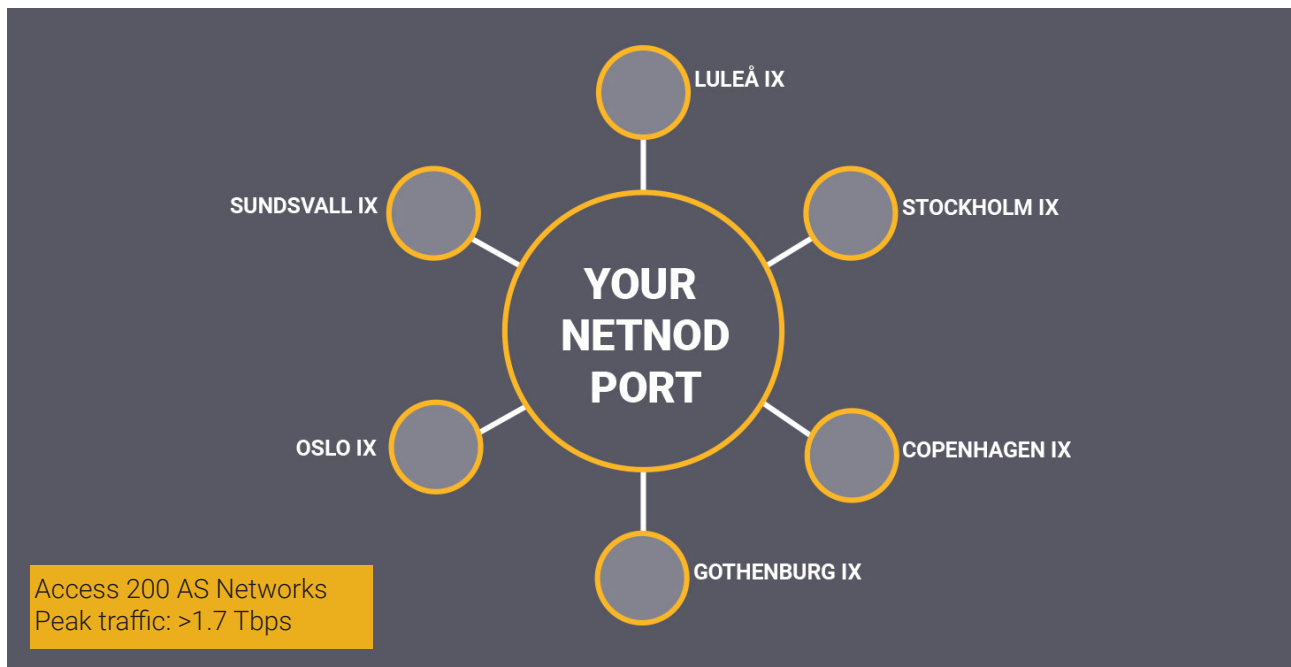 LULEÅ IX
SUNDSVALL IX
STOCKHOLM IX
YOUR
NETNOD
PORT
OSLO IX
COPENHAGEN IX
GOTHENBURG IX
Access 200 AS Networks
Peak traffic: >1.7 Tbps